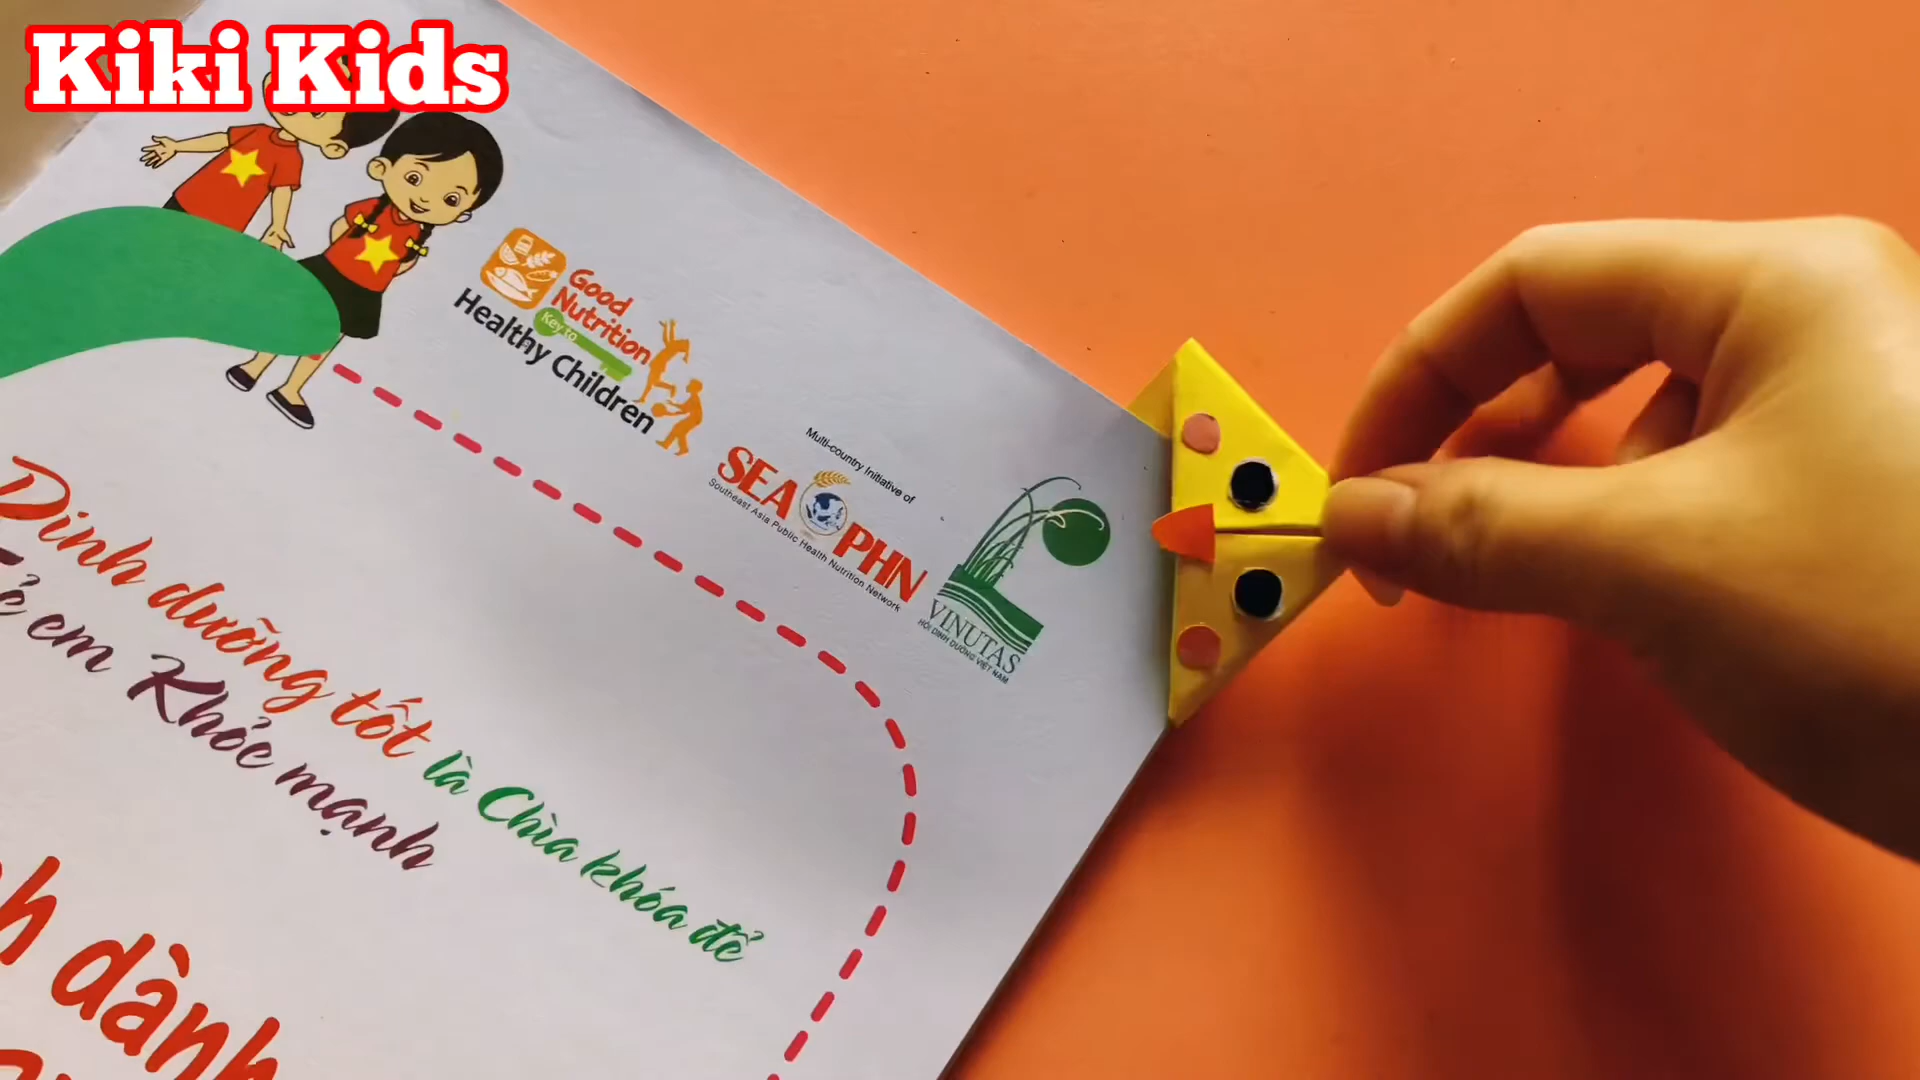 Kiki Kids
Good
Nutrition
Key to
Healthy Children
Multi-country Initiative of
SEA PHN
Southeast Asia Public Health Nutrition Network
VINUTAS
HỘI DINH DƯỠNG VIỆT NAM
Dinh dưỡng tốt là Chìa khóa để
Trẻ em Khỏe mạnh
dành